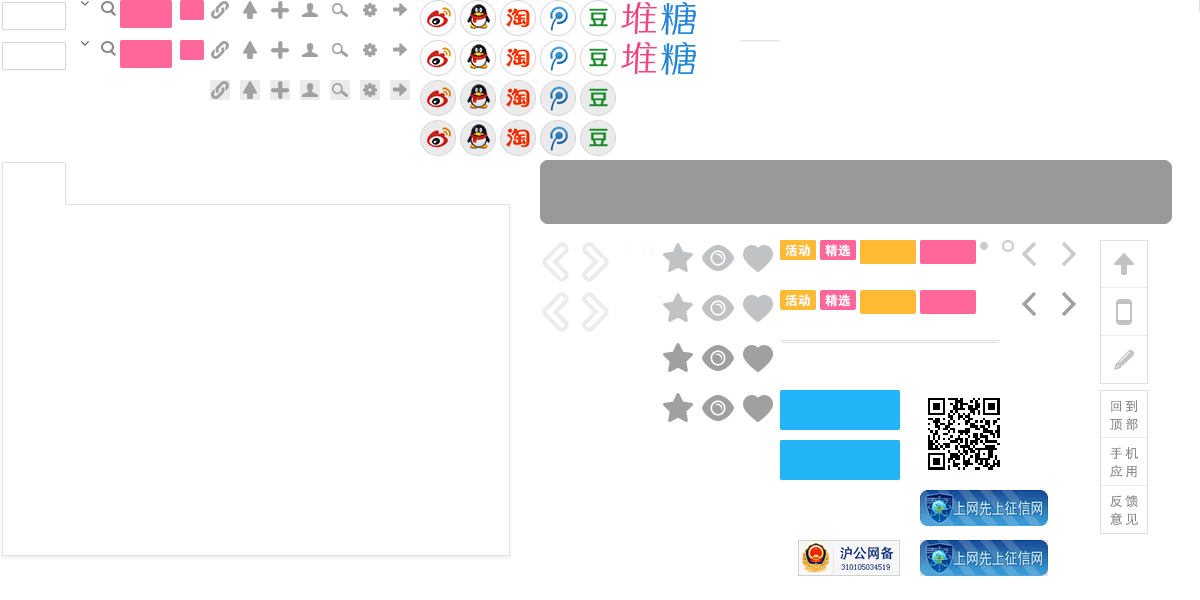 淘 豆 堆糖
淘 豆 堆糖
淘 豆
淘 豆
活动 精选
活动 精选
回到
顶部
手机
应用
反馈
意见
上网先上征信网
沪公网备
310105034519
上网先上征信网